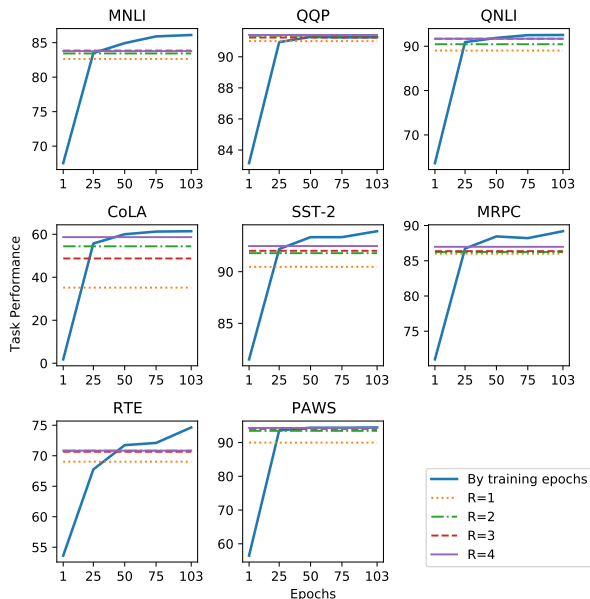 MNLI
85
80
75
70
1 25 50 75 103
QQP
90
88
86
84
1 25 50 75 103
QNLI
90
80
70
1 25 50 75 103
Task Performance
CoLA
60
40
20
0
1 25 50 75 103
SST-2
90
85
1 25 50 75 103
MRPC
90
85
80
75
1 25 50 75 103
RTE
75
70
65
60
55
1 25 50 75 103
PAWS
90
80
70
60
1 25 50 75 103
Epochs
By training epochs
R=1
R=2
R=3
R=4